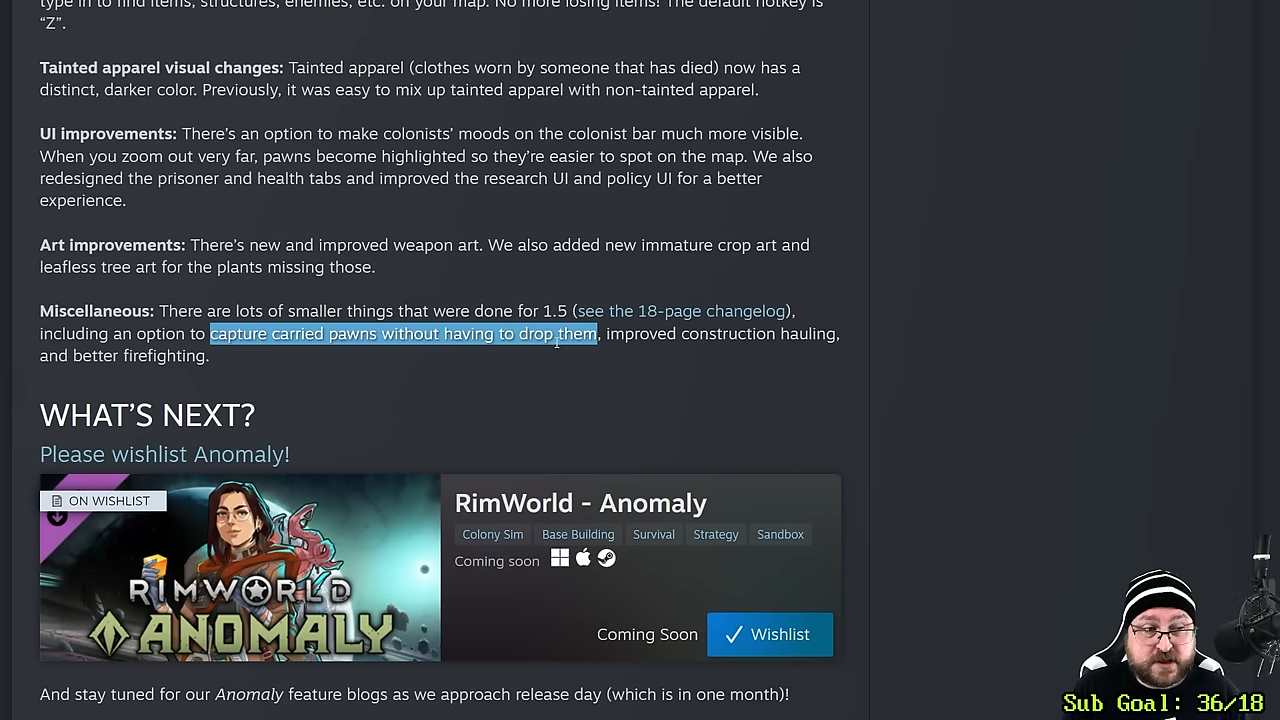 type in to find items, structures, enemies, etc. on your map. No more losing items! The default hotkey is
“Z”.
Tainted apparel visual changes: Tainted apparel (clothes worn by someone that has died) now has a
distinct, darker color. Previously, it was easy to mix up tainted apparel with non-tainted apparel.
UI improvements: There’s an option to make colonists’ moods on the colonist bar much more visible.
When you zoom out very far, pawns become highlighted so they’re easier to spot on the map. We also
redesigned the prisoner and health tabs and improved the research UI and policy UI for a better
experience.
Art improvements: There’s new and improved weapon art. We also added new immature crop art and
leafless tree art for the plants missing those.
Miscellaneous: There are lots of smaller things that were done for 1.5 (see the 18-page changelog),
including an option to capture carried pawns without having to drop them, improved construction hauling,
and better firefighting.
WHAT’S NEXT?
Please wishlist Anomaly!
ON WISHLIST
RIMWORLD
ANOMALY
RimWorld - Anomaly
Colony Sim Base Building Survival Strategy Sandbox
Coming soon
Coming Soon Wishlist
And stay tuned for our Anomaly feature blogs as we approach release day (which is in one month)!
Sub Goal: 36/18